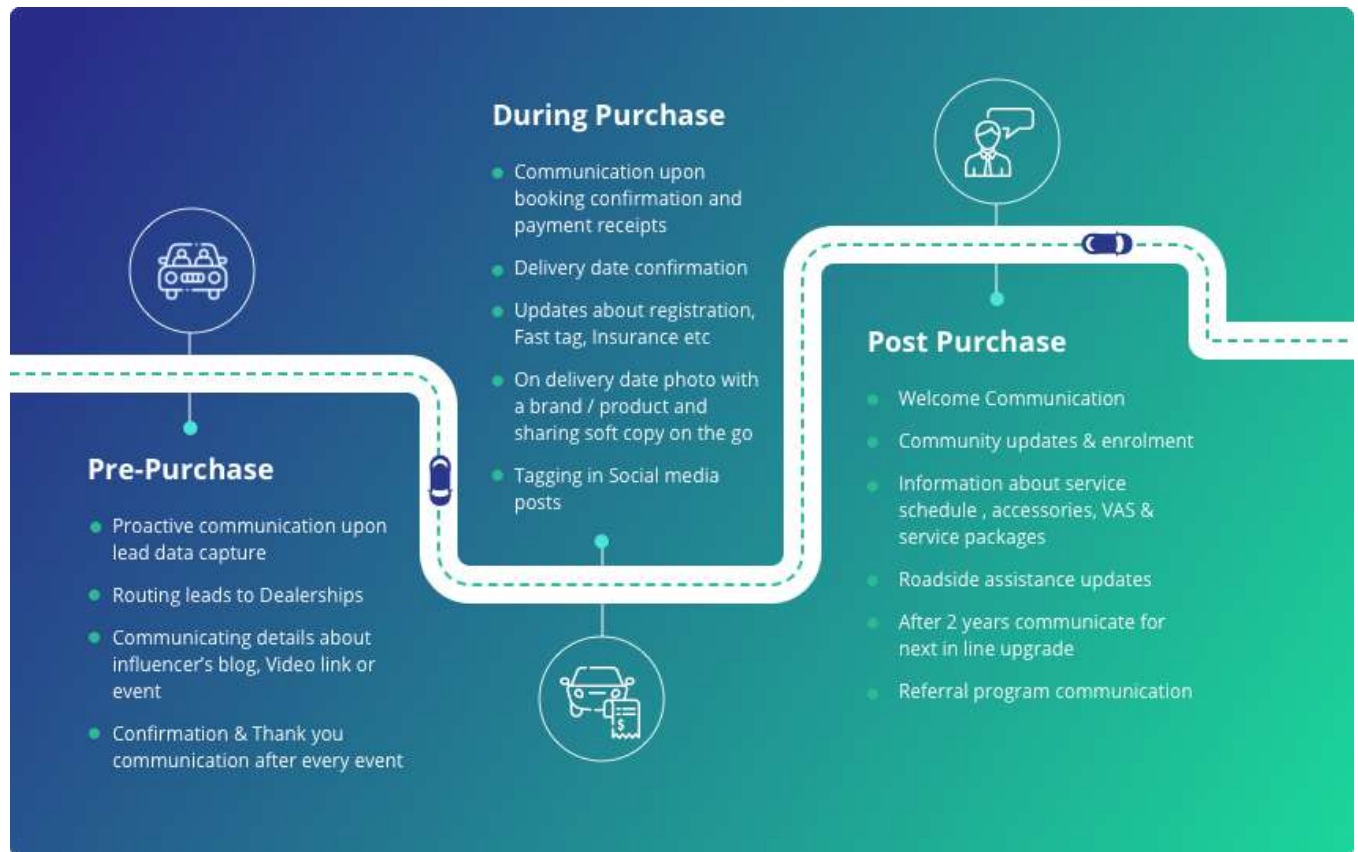 Pre-Purchase
Proactive communication upon
lead data capture
Routing leads to Dealerships
Communicating details about
influencer's blog, Video link or
event
Confirmation & Thank you
communication after every event
During Purchase
Communication upon
booking confirmation and
payment receipts
Delivery date confirmation
Updates about registration,
Fast tag, Insurance etc
On delivery date photo with
a brand / product and
sharing soft copy on the go
Tagging in Social media
posts
$
Post Purchase
Welcome Communication
Community updates & enrolment
Information about service
schedule , accessories, VAS &
service packages
Roadside assistance updates
After 2 years communicate for
next in line upgrade
Referral program communication